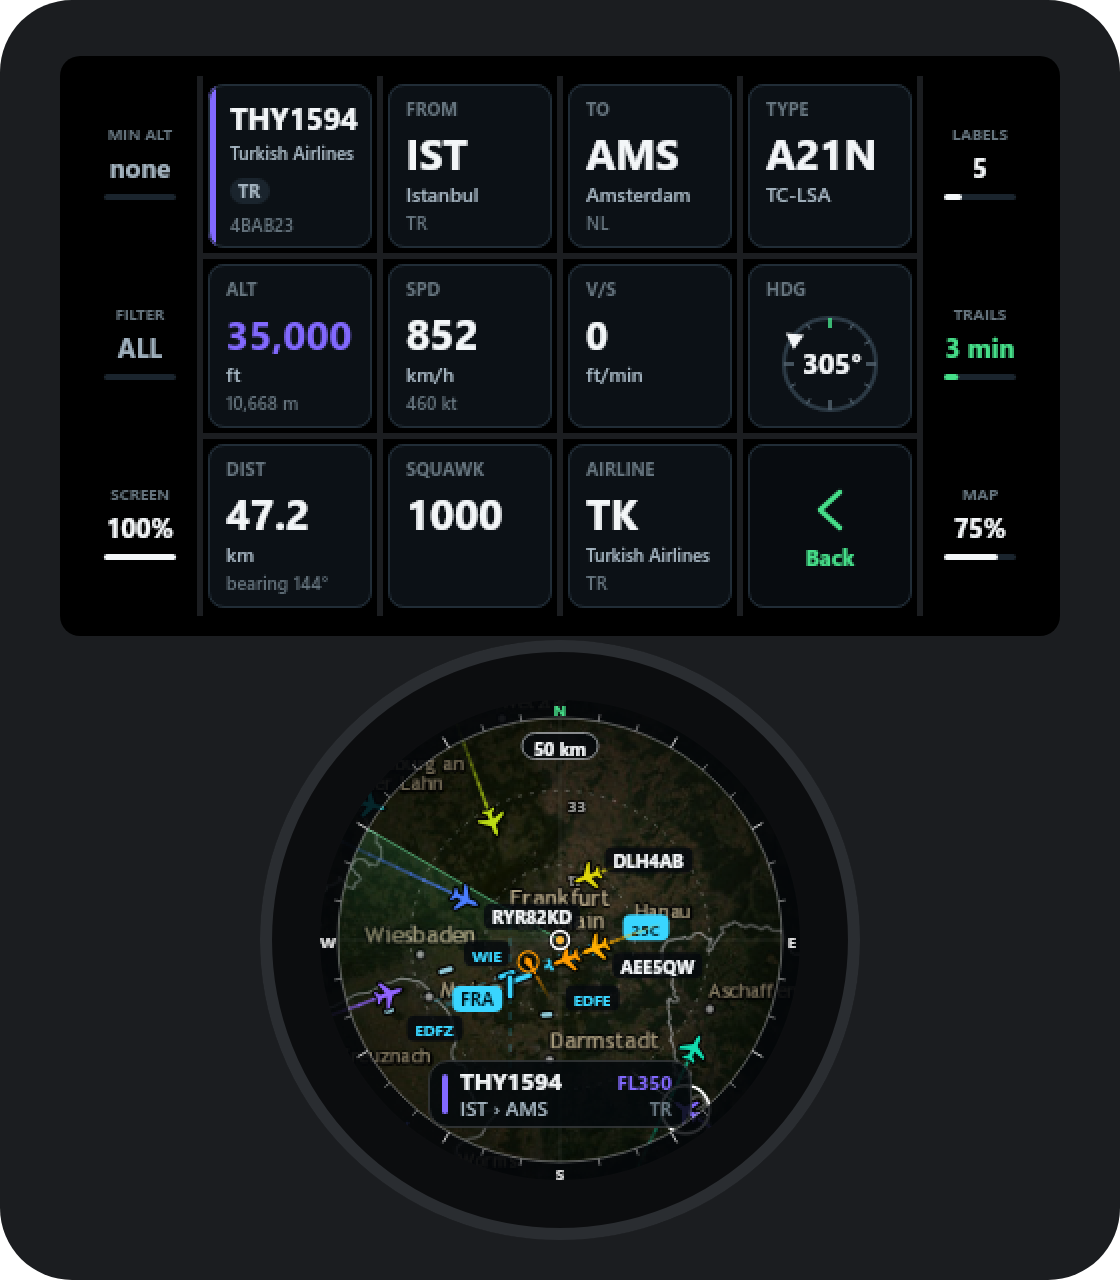 MIN ALT
none
FILTER
ALL
SCREEN
100%
THY1594
Turkish Airlines
TR
4BAB23
FROM
IST
Istanbul
TR
TO
AMS
Amsterdam
NL
TYPE
A21N
TC-LSA
ALT
35,000
ft
10,668 m
SPD
852
km/h
460 kt
V/S
0
ft/min
HDG
305°
DIST
47.2
km
bearing 144°
SQUAWK
1000
AIRLINE
TK
Turkish Airlines
TR
Back
LABELS
5
TRAILS
3 min
MAP
75%
N
50 km
33
DLH4AB
Frankfurt
Hanau
RYR82KD
25C
Wiesbaden
W
E
WIE
AEE5QW
FRA
EDFE
EDFZ
Darmstadt
THY1594
FL350
IST › AMS
TR
S